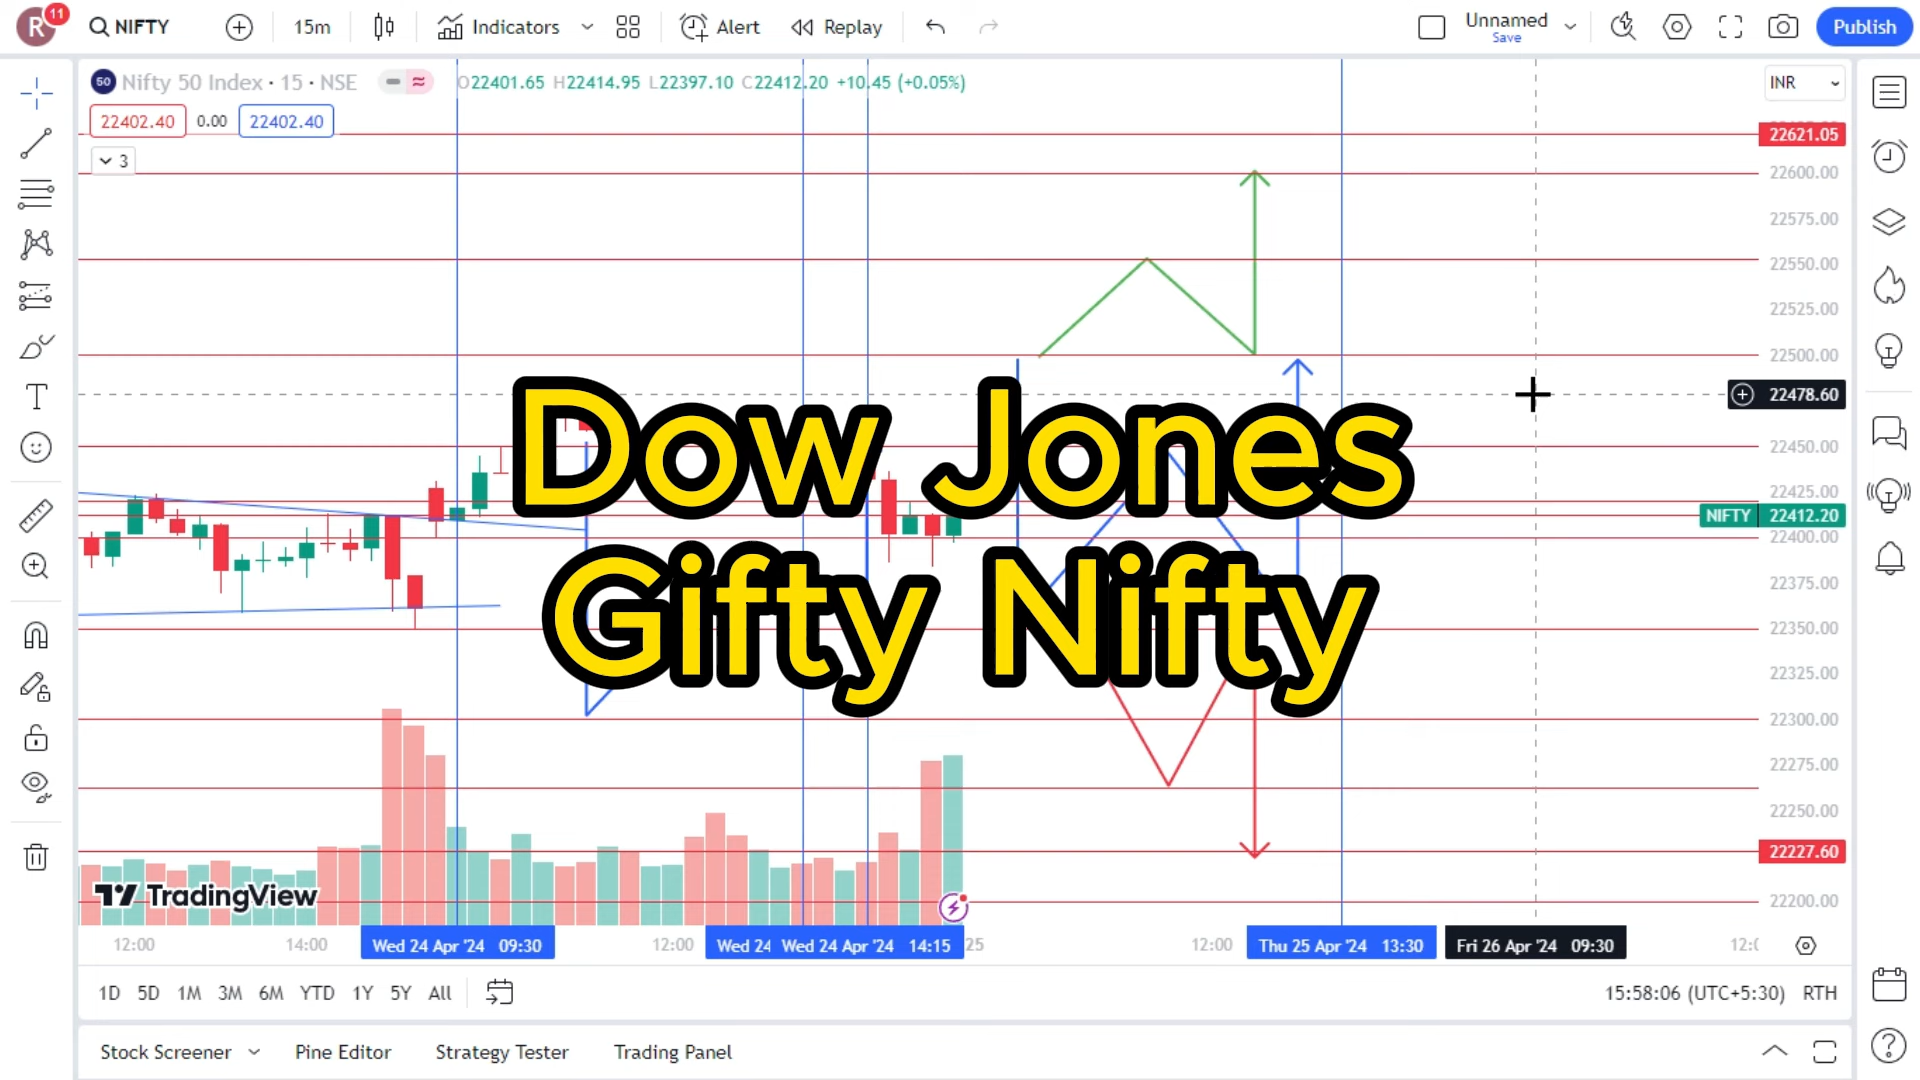 R
11
NIFTY
15m
Indicators
Alert
Replay
Unnamed
Save
Publish
50
Nifty 50 Index · 15 · NSE
O22401.65 H22414.95 L22397.10 C22412.20 +10.45 (+0.05%)
INR
22402.40
0.00
22402.40
3
22621.05
22600.00
22575.00
22550.00
22525.00
22500.00
22478.60
22450.00
22425.00
NIFTY 22412.20
22400.00
22375.00
22350.00
22325.00
22300.00
22275.00
22250.00
22227.60
22200.00
Dow Jones
Gifty Nifty
TradingView
12:00
14:00
Wed 24 Apr '24 09:30
12:00
Wed 24
Wed 24 Apr '24 14:15
25
12:00
Thu 25 Apr '24 13:30
Fri 26 Apr '24 09:30
1D 5D 1M 3M 6M YTD 1Y 5Y All
15:58:06 (UTC+5:30) RTH
Stock Screener
Pine Editor
Strategy Tester
Trading Panel